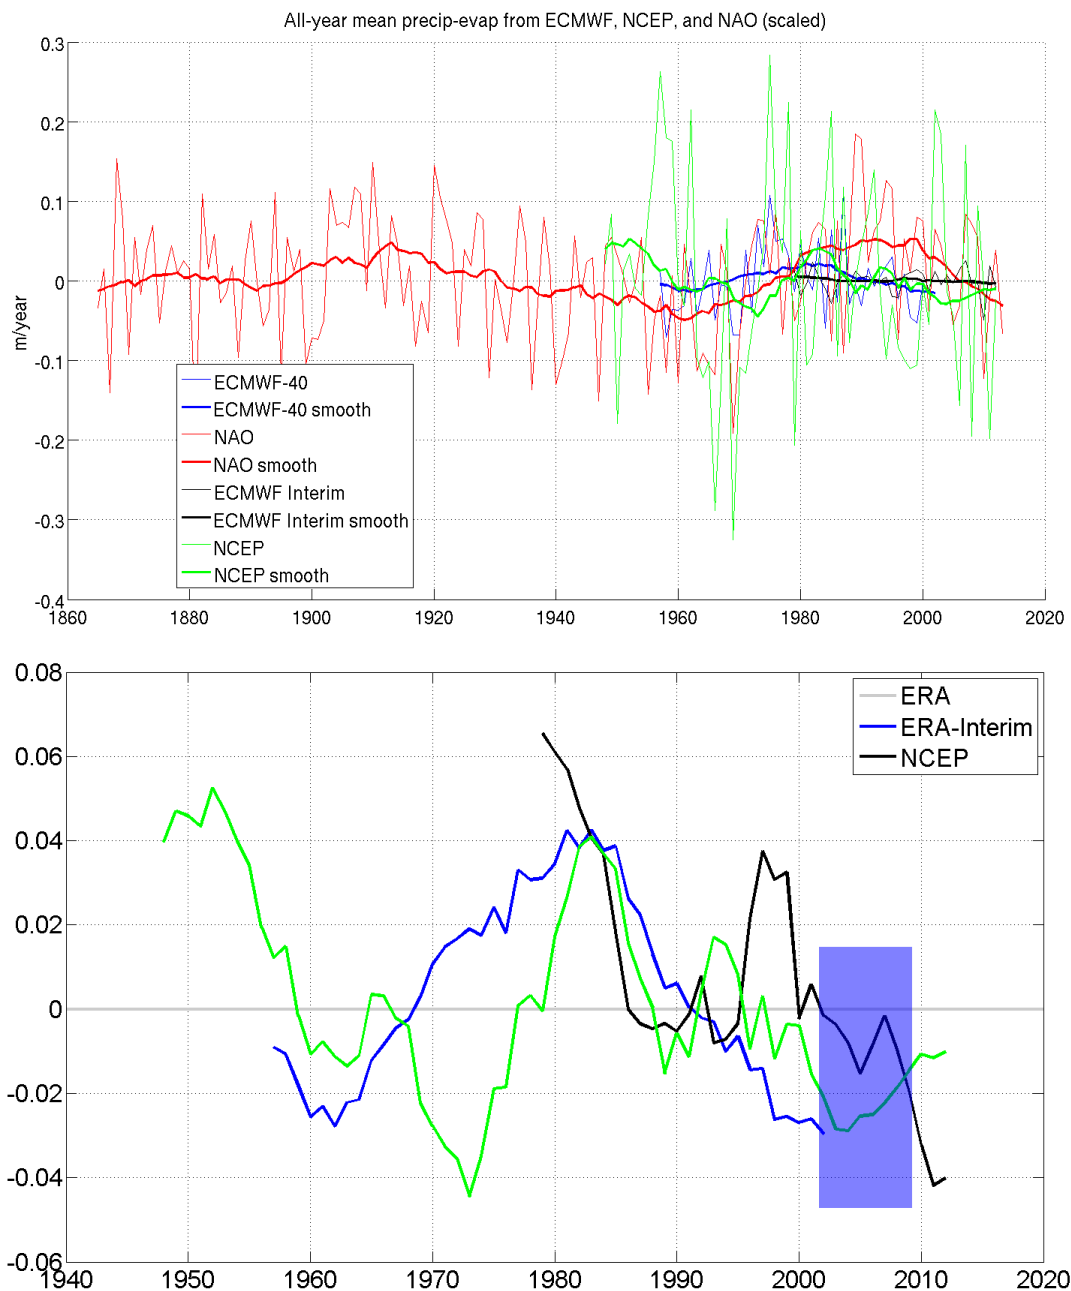 All-year mean precip-evap from ECMWF, NCEP, and NAO (scaled)
0.3
0.2
0.1
0
-0.1
-0.2
-0.3
-0.4
m/year
ECMWF-40
ECMWF-40 smooth
NAO
NAO smooth
ECMWF Interim
ECMWF Interim smooth
NCEP
NCEP smooth
1860 1880 1900 1920 1940 1960 1980 2000 2020
0.08
0.06
0.04
0.02
0
-0.02
-0.04
-0.06
ERA
ERA-Interim
NCEP
1940 1950 1960 1970 1980 1990 2000 2010 2020